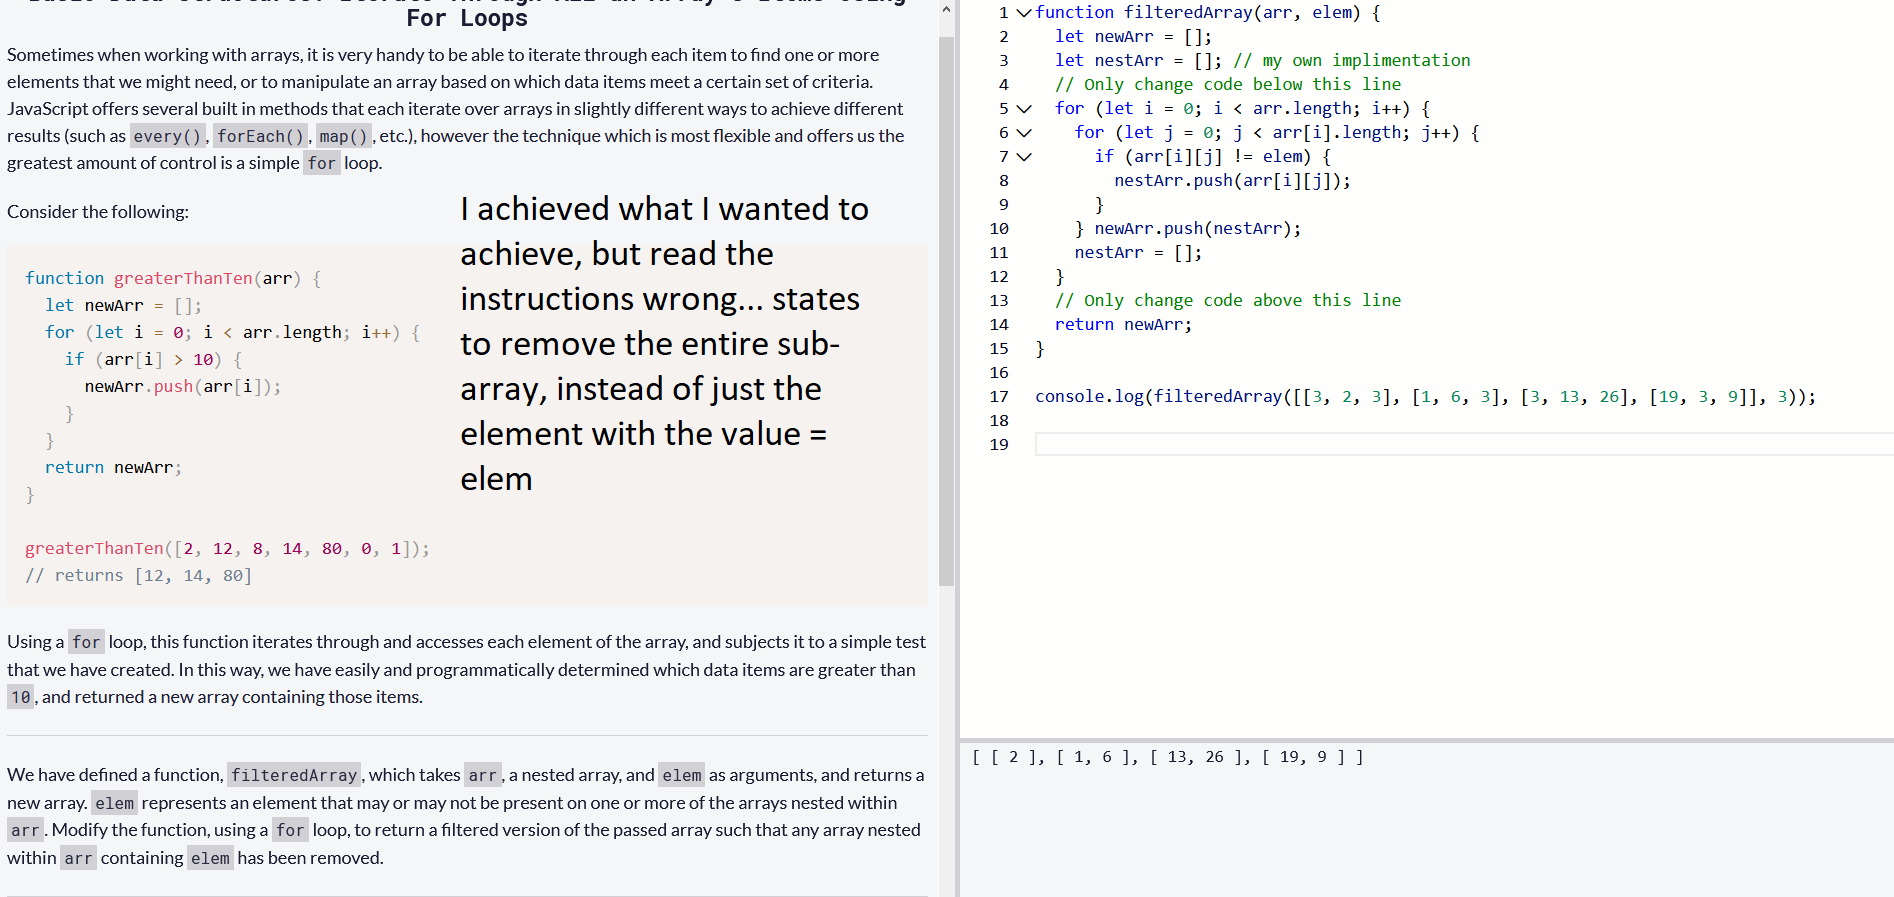 For Loops
Sometimes when working with arrays, it is very handy to be able to iterate through each item to find one or more
elements that we might need, or to manipulate an array based on which data items meet a certain set of criteria.
JavaScript offers several built in methods that each iterate over arrays in slightly different ways to achieve different
results (such as every(), forEach(), map(), etc.), however the technique which is most flexible and offers us the
greatest amount of control is a simple for loop.
Consider the following:
function greaterThanTen(arr) {
let newArr = [];
for (let i = 0; i < arr.length; i++) {
if (arr[i] > 10) {
newArr.push(arr[i]);
}
}
return newArr;
}
greaterThanTen([2, 12, 8, 14, 80, 0, 1]);
// returns [12, 14, 80]
I achieved what I wanted to
achieve, but read the
instructions wrong... states
to remove the entire sub-
array, instead of just the
element with the value =
elem
Using a for loop, this function iterates through and accesses each element of the array, and subjects it to a simple test
that we have created. In this way, we have easily and programmatically determined which data items are greater than
10, and returned a new array containing those items.
We have defined a function, filteredArray, which takes arr, a nested array, and elem as arguments, and returns a
new array. elem represents an element that may or may not be present on one or more of the arrays nested within
arr. Modify the function, using a for loop, to return a filtered version of the passed array such that any array nested
within arr containing elem has been removed.
1 function filteredArray(arr, elem) {
2 let newArr = [];
3 let nestArr = []; // my own implimentation
4 // Only change code below this line
5 for (let i = 0; i < arr.length; i++) {
6 for (let j = 0; j < arr[i].length; j++) {
7 if (arr[i][j] != elem) {
8 nestArr.push(arr[i][j]);
9 }
10 } newArr.push(nestArr);
11 nestArr = [];
12 }
13 // Only change code above this line
14 return newArr;
15 }
16
17 console.log(filteredArray([[3, 2, 3], [1, 6, 3], [3, 13, 26], [19, 3, 9]], 3));
18
19
[ [ 2 ], [ 1, 6 ], [ 13, 26 ], [ 19, 9 ] ]